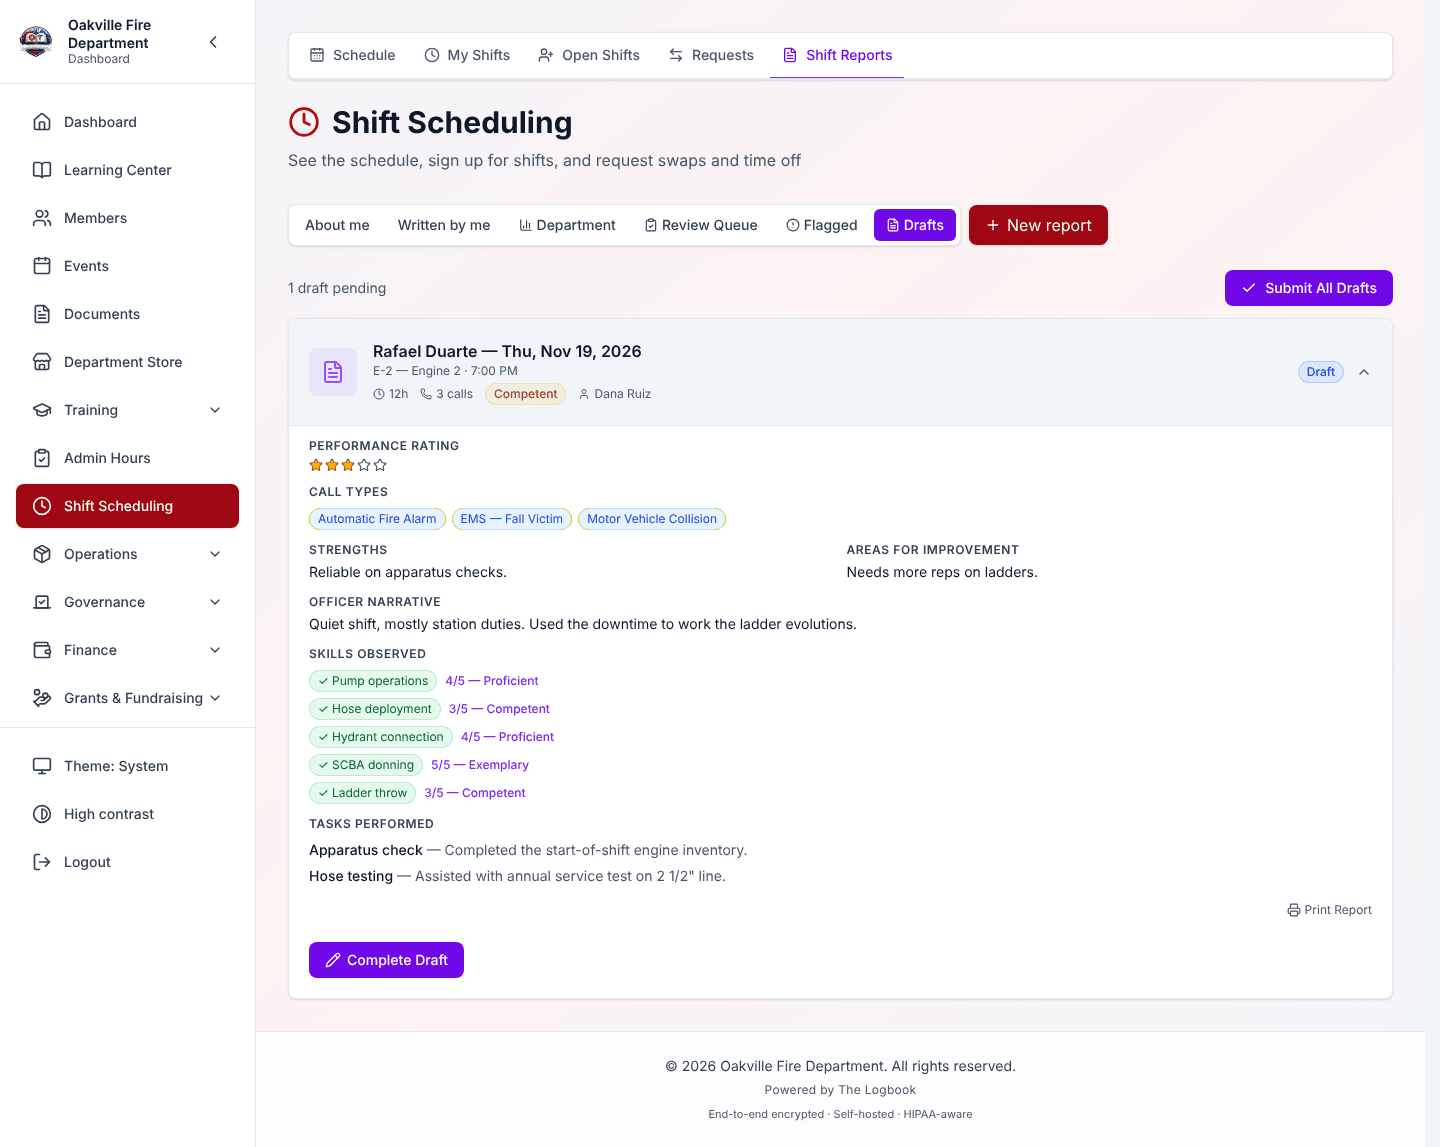 Oakville Fire
Department
Dashboard
Dashboard
Learning Center
Members
Events
Documents
Department Store
Training
Admin Hours
Shift Scheduling
Operations
Governance
Finance
Grants & Fundraising
Theme: System
High contrast
Logout
Schedule
My Shifts
Open Shifts
Requests
Shift Reports
Shift Scheduling
See the schedule, sign up for shifts, and request swaps and time off
About me
Written by me
Department
Review Queue
Flagged
Drafts
New report
1 draft pending
Submit All Drafts
Rafael Duarte — Thu, Nov 19, 2026
E-2 — Engine 2 · 7:00 PM
12h
3 calls
Competent
Dana Ruiz
Draft
PERFORMANCE RATING
CALL TYPES
Automatic Fire Alarm
EMS — Fall Victim
Motor Vehicle Collision
STRENGTHS
Reliable on apparatus checks.
AREAS FOR IMPROVEMENT
Needs more reps on ladders.
OFFICER NARRATIVE
Quiet shift, mostly station duties. Used the downtime to work the ladder evolutions.
SKILLS OBSERVED
✓ Pump operations 4/5 — Proficient
✓ Hose deployment 3/5 — Competent
✓ Hydrant connection 4/5 — Proficient
✓ SCBA donning 5/5 — Exemplary
✓ Ladder throw 3/5 — Competent
TASKS PERFORMED
Apparatus check — Completed the start-of-shift engine inventory.
Hose testing — Assisted with annual service test on 2 1/2" line.
Print Report
Complete Draft
© 2026 Oakville Fire Department. All rights reserved.
Powered by The Logbook
End-to-end encrypted · Self-hosted · HIPAA-aware